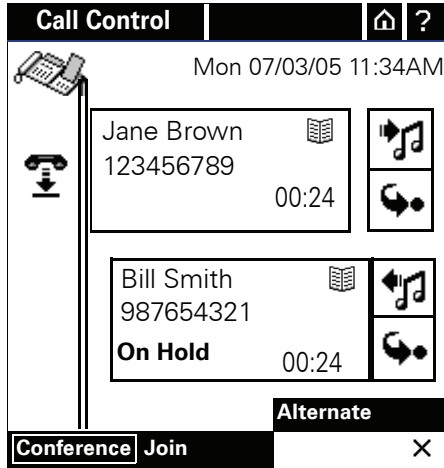 Call Control ?
Mon 07/03/05 11:34AM
Jane Brown
123456789
00:24
Bill Smith
987654321
On Hold 00:24
Alternate
Conference Join